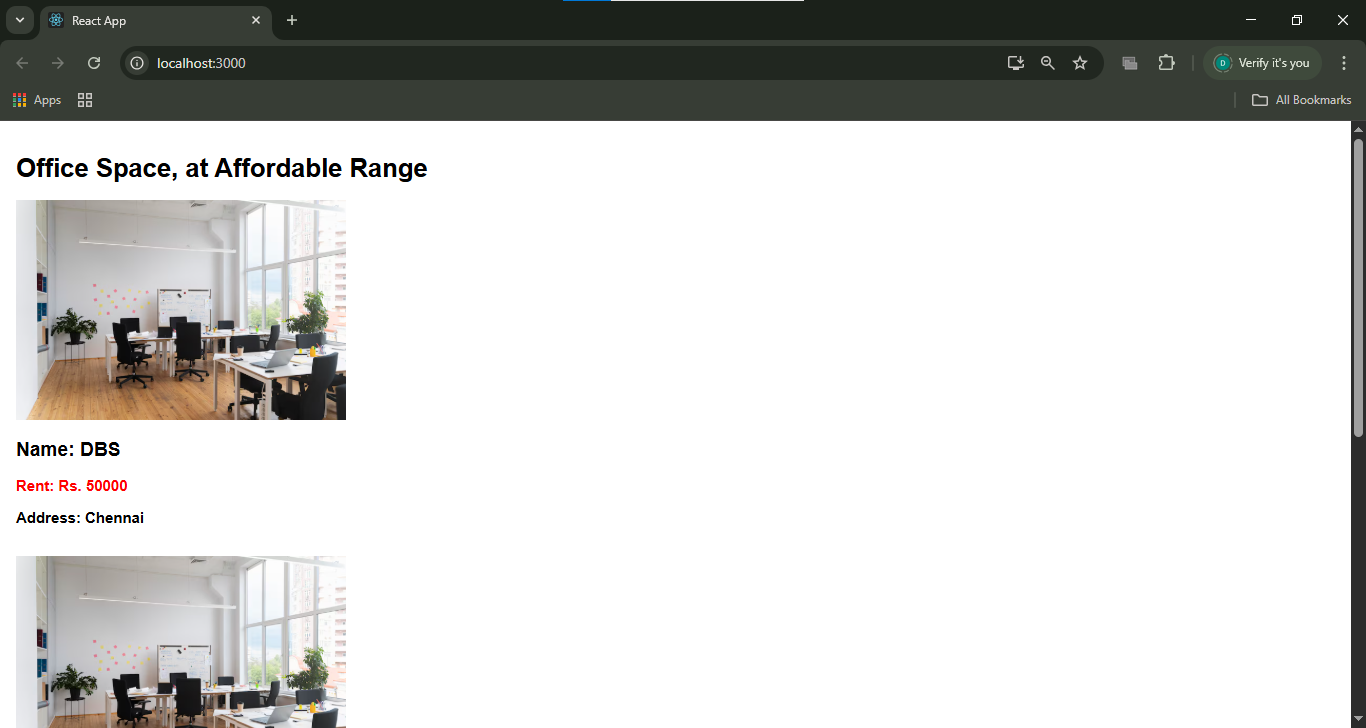 React App
localhost:3000
D
Verify it's you
Apps
All Bookmarks
Office Space, at Affordable Range
Name: DBS
Rent: Rs. 50000
Address: Chennai